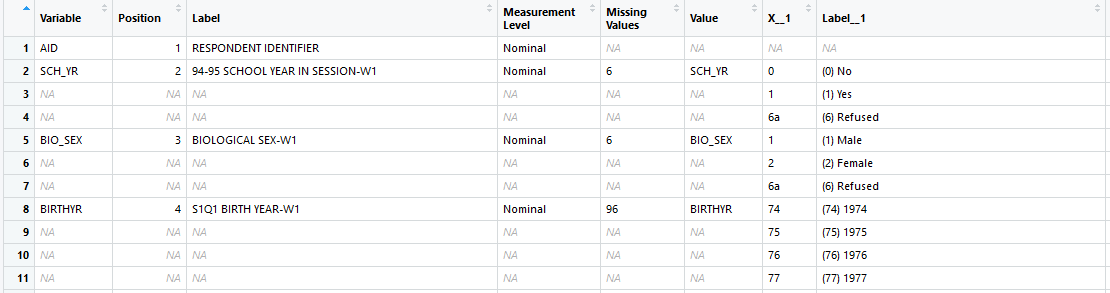 Variable Position Label Measurement Level Missing Values Value X__1 Label__1
1 AID 1 RESPONDENT IDENTIFIER Nominal NA NA NA NA
2 SCH_YR 2 94-95 SCHOOL YEAR IN SESSION-W1 Nominal 6 SCH_YR 0 (0) No
3 NA NA NA NA NA NA 1 (1) Yes
4 NA NA NA NA NA NA 6a (6) Refused
5 BIO_SEX 3 BIOLOGICAL SEX-W1 Nominal 6 BIO_SEX 1 (1) Male
6 NA NA NA NA NA NA 2 (2) Female
7 NA NA NA NA NA NA 6a (6) Refused
8 BIRTHYR 4 S1Q1 BIRTH YEAR-W1 Nominal 96 BIRTHYR 74 (74) 1974
9 NA NA NA NA NA NA 75 (75) 1975
10 NA NA NA NA NA NA 76 (76) 1976
11 NA NA NA NA NA NA 77 (77) 1977